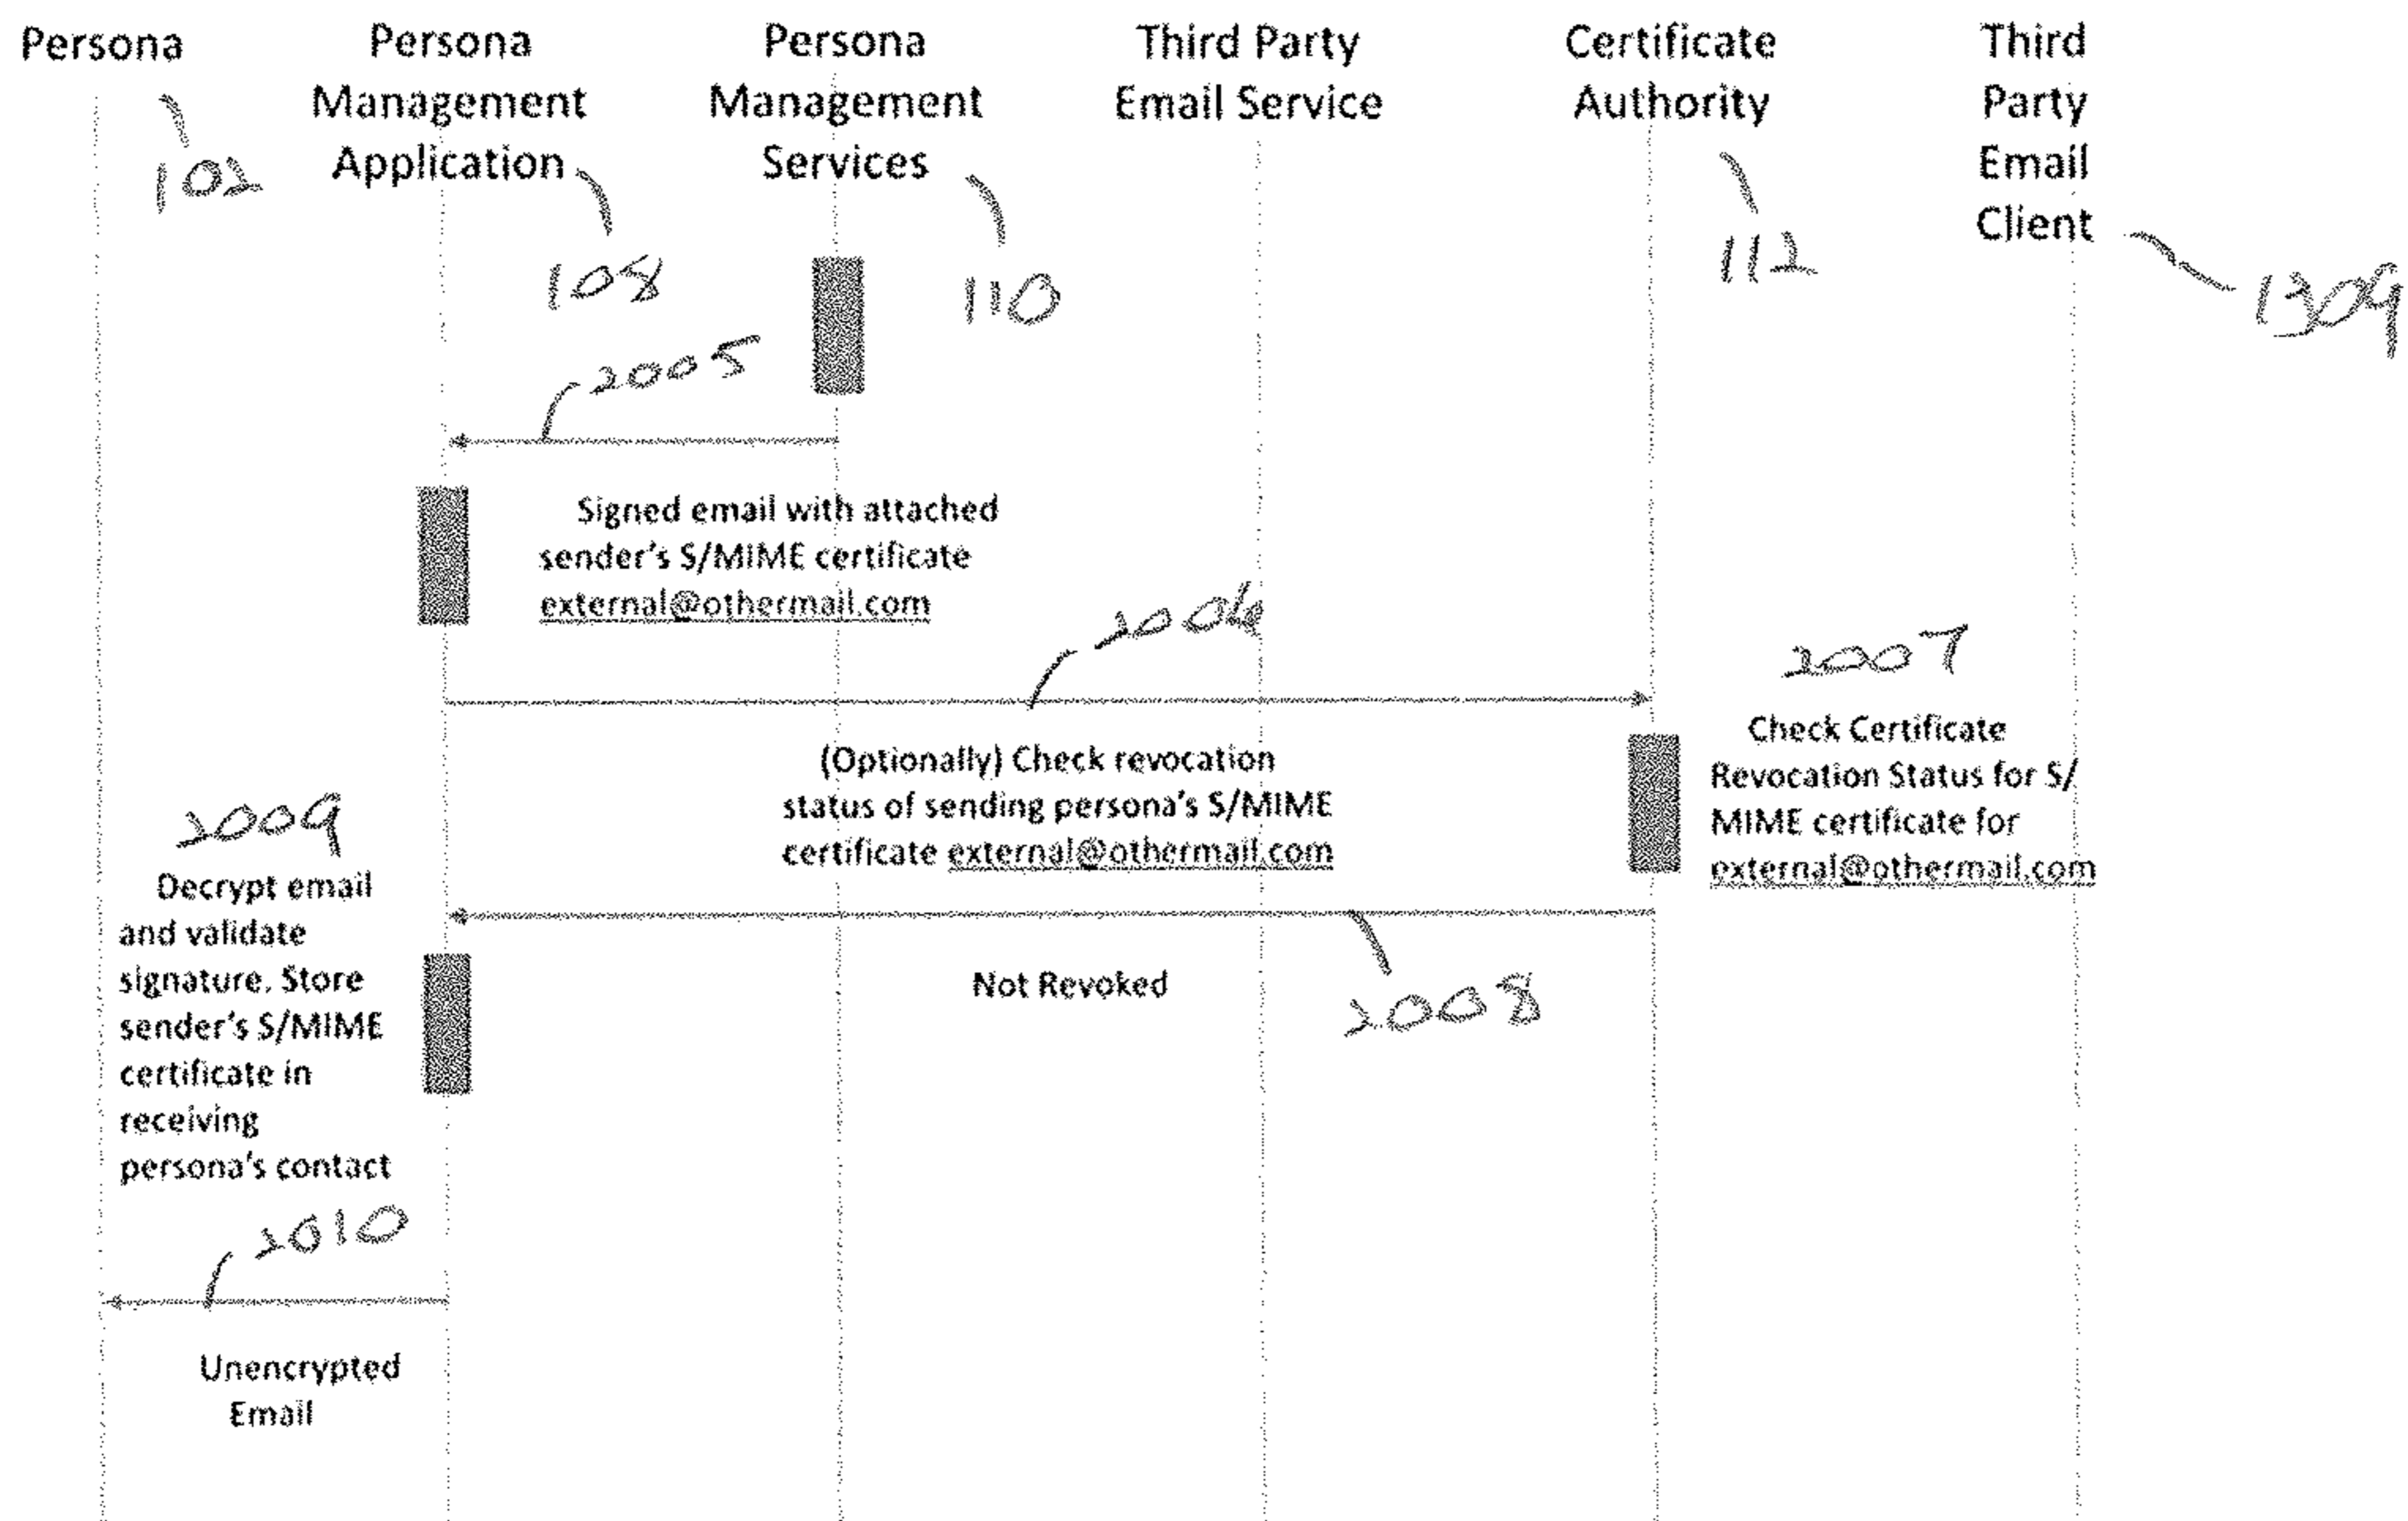 Persona
Persona
Management
Application
Persona
Management
Services
Third Party
Email Service
Certificate
Authority
Third
Party
Email
Client
102
108
110
112
1309
2005
Signed email with attached
sender's S/MIME certificate
external@othermail.com
2006
2007
(Optionally) Check revocation
status of sending persona's S/MIME
certificate external@othermail.com
Check Certificate
Revocation Status for S/
MIME certificate for
external@othermail.com
2009
Decrypt email
and validate
signature. Store
sender's S/MIME
certificate in
receiving
persona's contact
Not Revoked
2008
2010
Unencrypted
Email